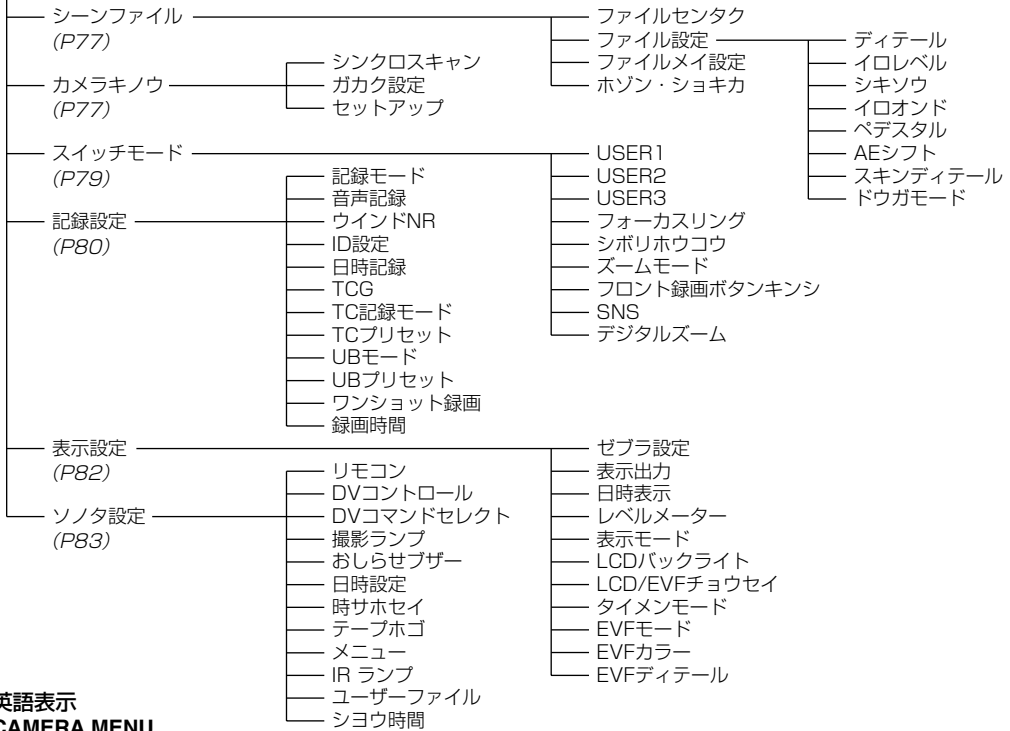 シーンファイル
(P77)
ファイルセンタク
ファイル設定
ディテール
イロレベル
シキソウ
イロオンド
ペデスタル
AEシフト
スキンディテール
ドウガモード
ファイルメイ設定
ホゾン・ショキカ
カメラキノウ
(P77)
シンクロスキャン
ガカク設定
セットアップ
スイッチモード
(P79)
USER1
USER2
USER3
フォーカスリング
シボリホウコウ
ズームモード
フロント録画ボタンキンシ
SNS
デジタルズーム
記録設定
(P80)
記録モード
音声記録
ウインドNR
ID設定
日時記録
TCG
TC記録モード
TCプリセット
UBモード
UBプリセット
ワンショット録画
録画時間
表示設定
(P82)
ゼブラ設定
表示出力
日時表示
レベルメーター
表示モード
LCDバックライト
LCD/EVFチョウセイ
タイメンモード
EVFモード
EVFカラー
EVFディテール
ソノタ設定
(P83)
リモコン
DVコントロール
DVコマンドセレクト
撮影ランプ
おしらせブザー
日時設定
時サホセイ
テープホゴ
メニュー
IR ランプ
ユーザーファイル
ショウ時間
英語表示
CAMERA MENU